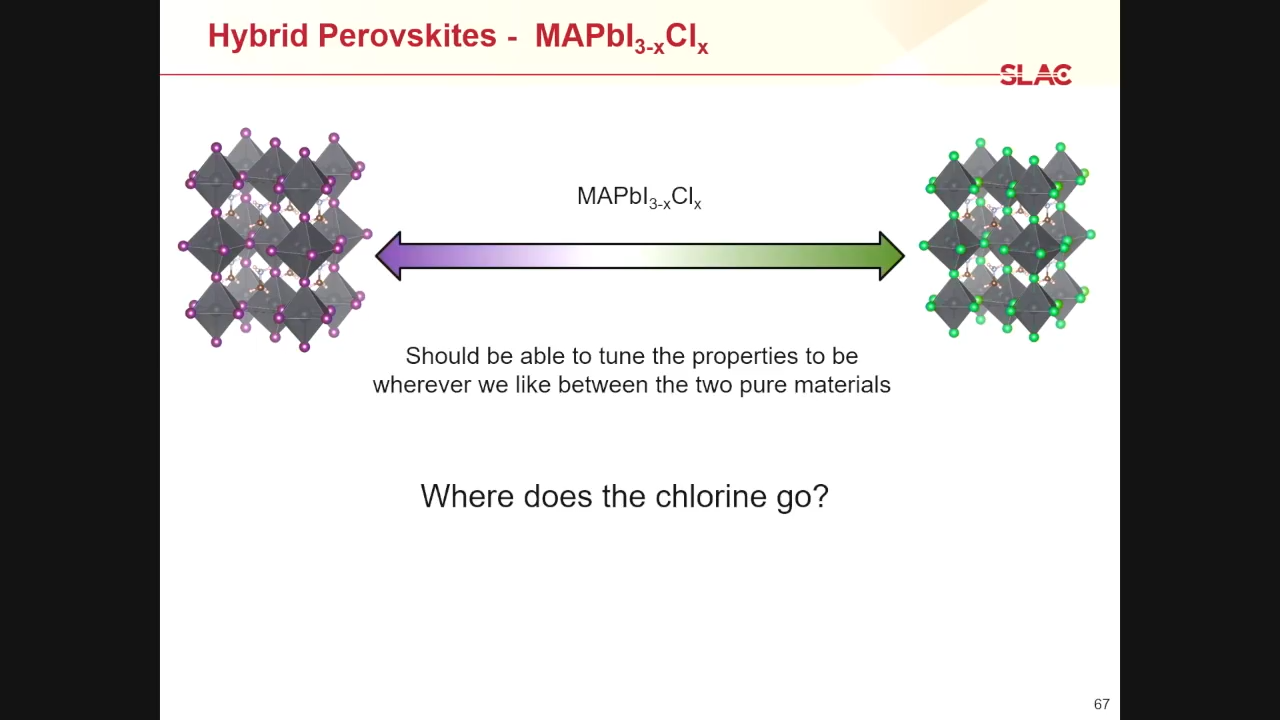 Hybrid Perovskites - MAPbI₃₋ₓClₓ
SLAC
MAPbI₃₋ₓClₓ
Should be able to tune the properties to be
wherever we like between the two pure materials
Where does the chlorine go?
67